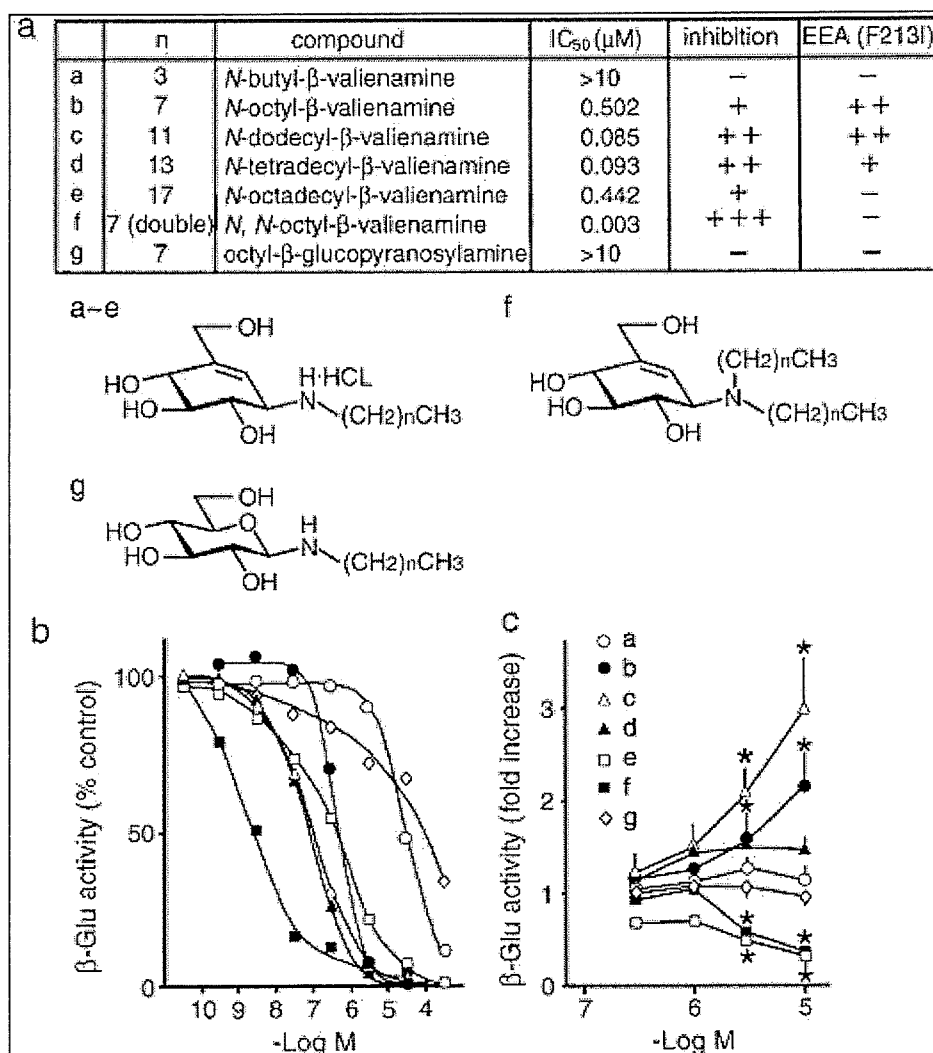 a
n compound IC50 (µM) inhibition EEA (F213I)
a 3 N-butyl-β-valienamine >10 − −
b 7 N-octyl-β-valienamine 0.502 + ++
c 11 N-dodecyl-β-valienamine 0.085 ++ ++
d 13 N-tetradecyl-β-valienamine 0.093 ++ +
e 17 N-octadecyl-β-valienamine 0.442 + −
f 7 (double) N, N-octyl-β-valienamine 0.003 +++ −
g 7 octyl-β-glucopyranosylamine >10 − −
a~e
OH
H·HCL
HO
HO
N
(CH2)nCH3
OH
f
OH
(CH2)nCH3
HO
HO
N
(CH2)nCH3
OH
g
OH
HO
O
H
HO
N
(CH2)nCH3
OH
b
β-Glu activity (% control)
100
50
0
10 9 8 7 6 5 4
-Log M
c
β-Glu activity (fold increase)
a
b
c
d
e
f
g
3
2
1
0
* * * * * * * *
7 6 5
-Log M